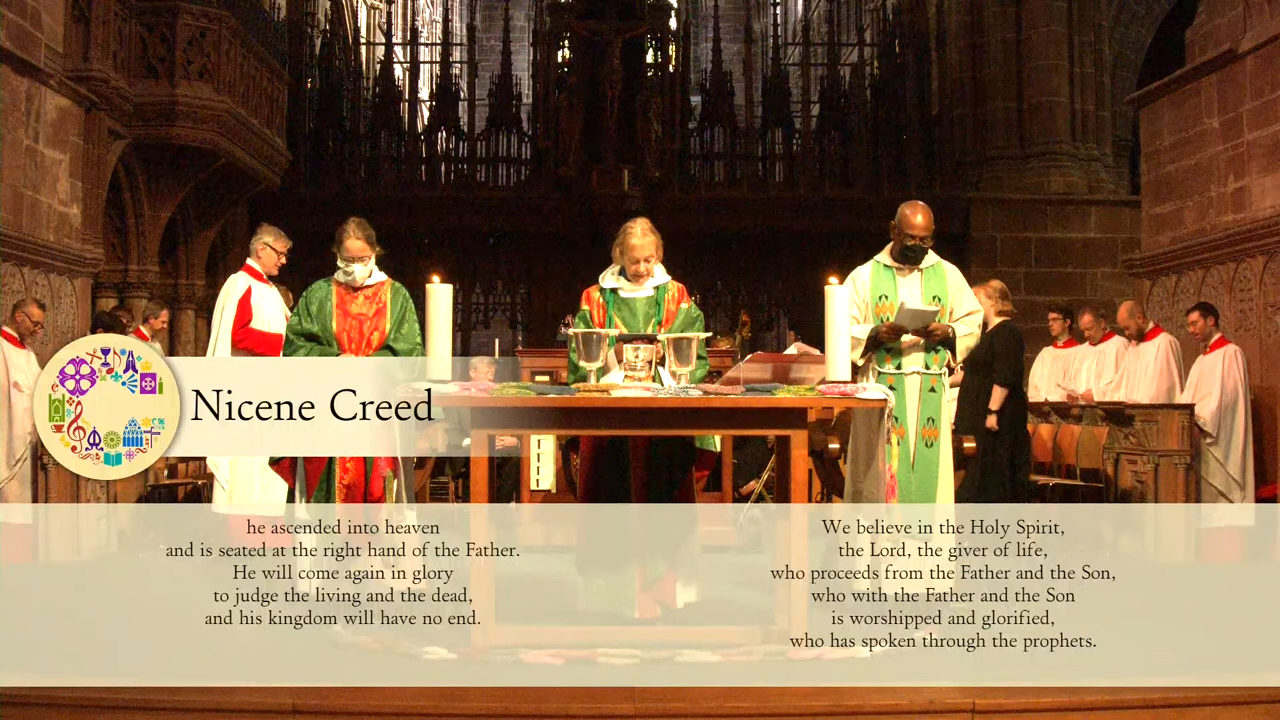 Nicene Creed
he ascended into heaven
and is seated at the right hand of the Father.
He will come again in glory
to judge the living and the dead,
and his kingdom will have no end.
We believe in the Holy Spirit,
the Lord, the giver of life,
who proceeds from the Father and the Son,
who with the Father and the Son
is worshipped and glorified,
who has spoken through the prophets.